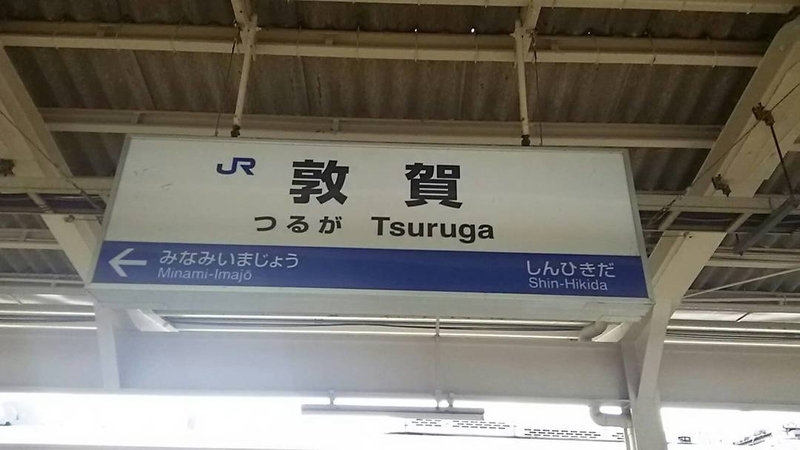 JR 敦賀
つるが Tsuruga
← みなみいまじょう しんひきだ
Minami-Imajō Shin-Hikida